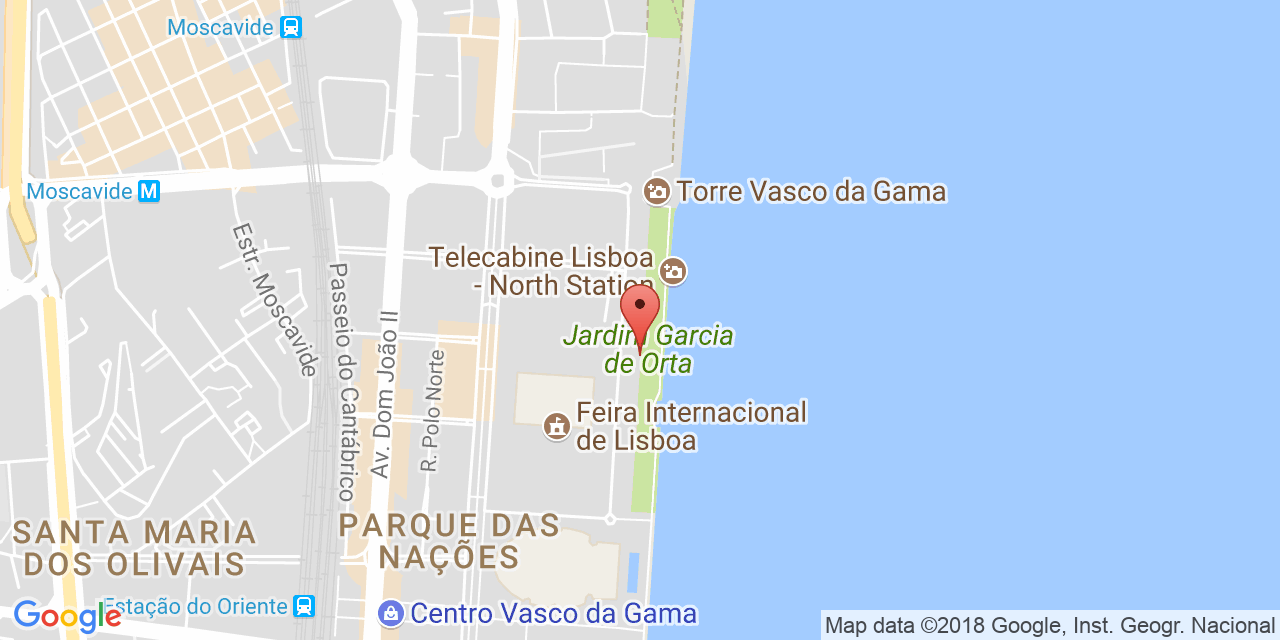 Moscavide
Moscavide M
Torre Vasco da Gama
Telecabine Lisboa
- North Station
Estr. Moscavide
Passeio do Cantábrico
Av. Dom João II
R. Polo Norte
Jardim Garcia
de Orta
Feira Internacional
de Lisboa
SANTA MARIA
DOS OLIVAIS
PARQUE DAS
NAÇÕES
Estação do Oriente
Google
Centro Vasco da Gama
Map data ©2018 Google, Inst. Geogr. Nacional